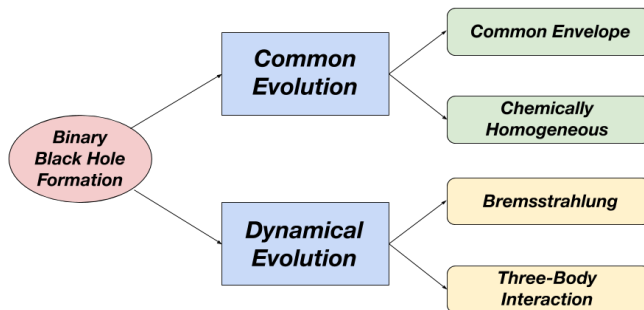 Binary
Black Hole
Formation
Common
Evolution
Dynamical
Evolution
Common Envelope
Chemically
Homogeneous
Bremsstrahlung
Three-Body
Interaction